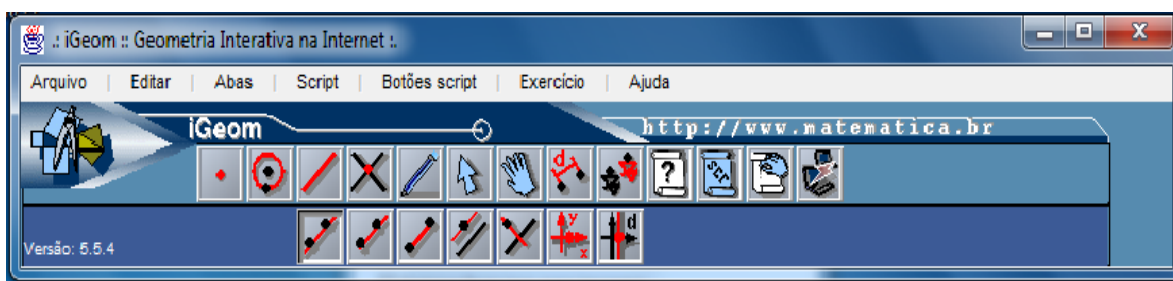 .: iGeom :: Geometria Interativa na Internet :.
Arquivo | Editar | Abas | Script | Botões script | Exercício | Ajuda
iGeom http://www.matematica.br
d ? scr
Versão: 5.5.4 y x d